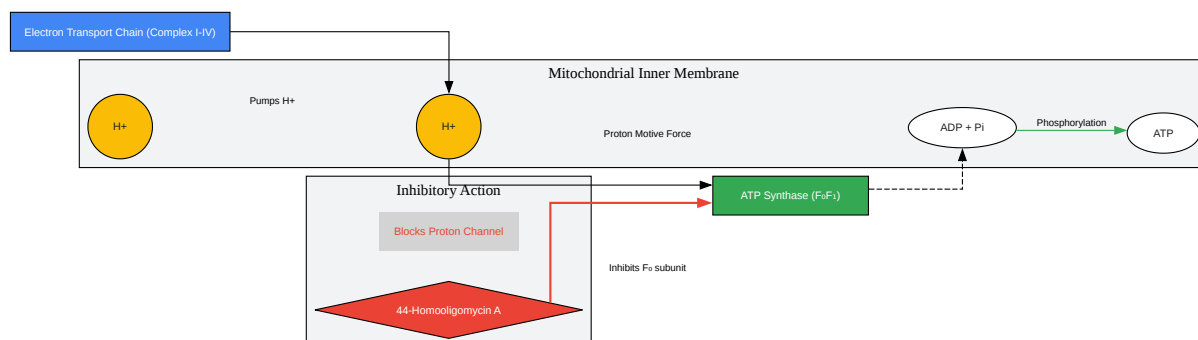 Electron Transport Chain (Complex I-IV)
Mitochondrial Inner Membrane
Pumps H+
H+
H+
Proton Motive Force
ADP + Pi
Phosphorylation
ATP
Inhibitory Action
ATP Synthase (F₀F₁)
Blocks Proton Channel
Inhibits F₀ subunit
44-Homooligomycin A